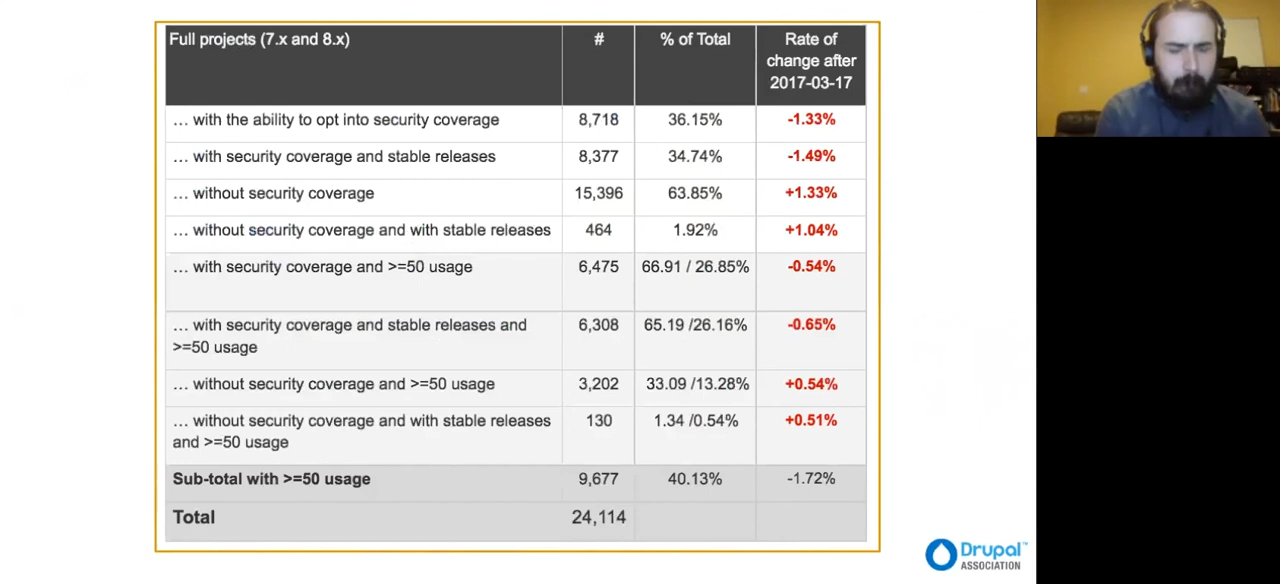 Full projects (7.x and 8.x) # % of Total Rate of
change after
2017-03-17
... with the ability to opt into security coverage 8,718 36.15% -1.33%
... with security coverage and stable releases 8,377 34.74% -1.49%
... without security coverage 15,396 63.85% +1.33%
... without security coverage and with stable releases 464 1.92% +1.04%
... with security coverage and >=50 usage 6,475 66.91 / 26.85% -0.54%
... with security coverage and stable releases and 6,308 65.19 /26.16% -0.65%
>=50 usage
... without security coverage and >=50 usage 3,202 33.09 /13.28% +0.54%
... without security coverage and with stable releases 130 1.34 /0.54% +0.51%
and >=50 usage
Sub-total with >=50 usage 9,677 40.13% -1.72%
Total 24,114
Drupal™
ASSOCIATION